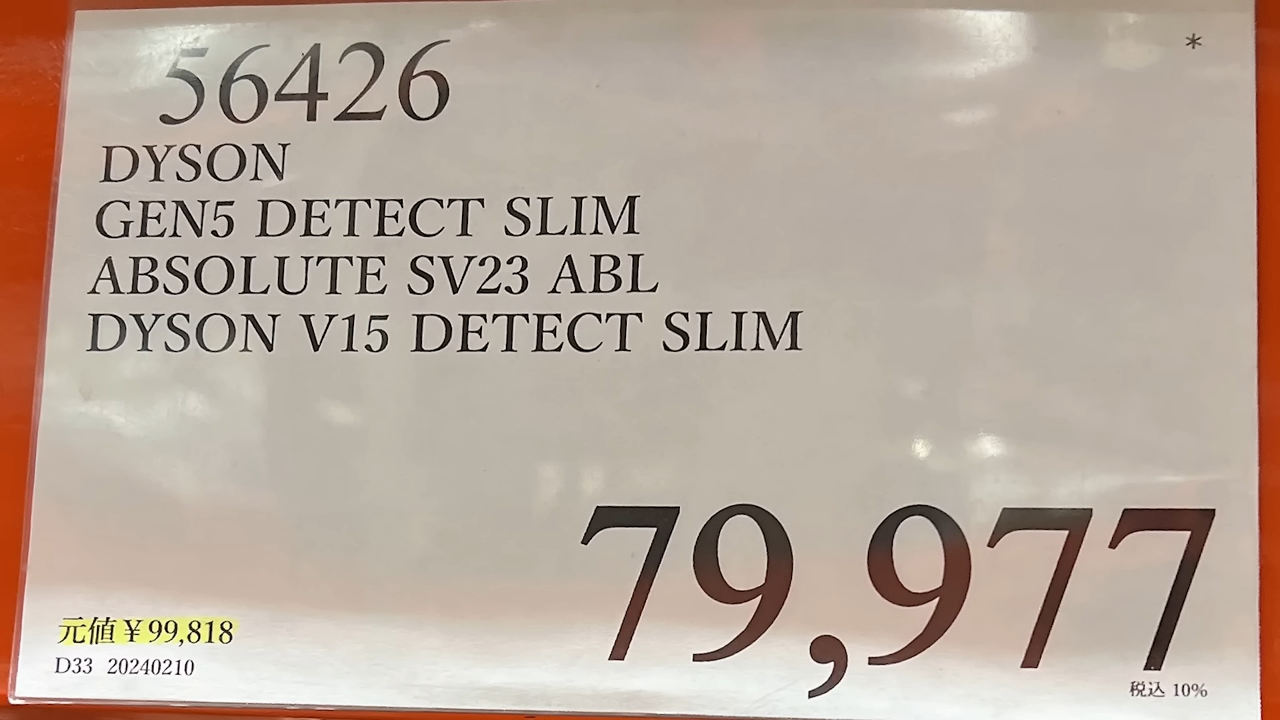 56426
*
DYSON
GEN5 DETECT SLIM
ABSOLUTE SV23 ABL
DYSON V15 DETECT SLIM
79,977
元値¥99,818
D33 20240210
税込 10%